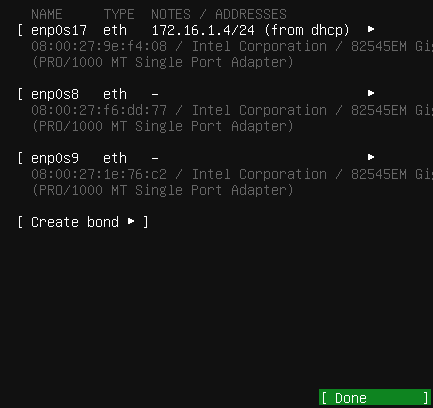 NAME TYPE NOTES / ADDRESSES
[ enp0s17 eth 172.16.1.4/24 (from dhcp) ▶
08:00:27:9e:f4:08 / Intel Corporation / 82545EM Gig
(PRO/1000 MT Single Port Adapter)
[ enp0s8 eth – ▶
08:00:27:f6:dd:77 / Intel Corporation / 82545EM Gig
(PRO/1000 MT Single Port Adapter)
[ enp0s9 eth – ▶
08:00:27:1e:76:c2 / Intel Corporation / 82545EM Gig
(PRO/1000 MT Single Port Adapter)
[ Create bond ▶ ]
[ Done ]